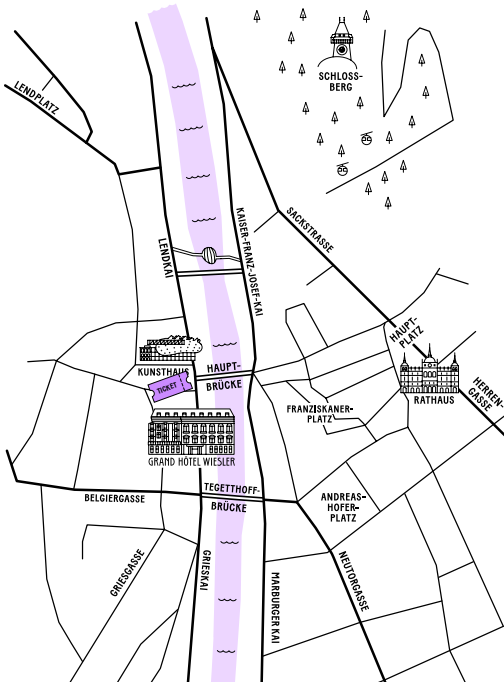 LENDPLATZ
SCHLOSS-
BERG
SACKSTRASSE
KAISER-FRANZ-JOSEF-KAI
LENDKAI
HAUPT-
PLATZ
KUNSTHAUS
HAUPT-
BRÜCKE
TICKET
RATHAUS
HERREN-
GASSE
FRANZISKANER-
PLATZ
GRAND HÔTEL WIESLER
TEGETTHOFF-
BRÜCKE
BELGIERGASSE
ANDREAS-
HOFER-
PLATZ
GRIESGASSE
GRIESKAI
MARBURGER KAI
NEUTORGASSE